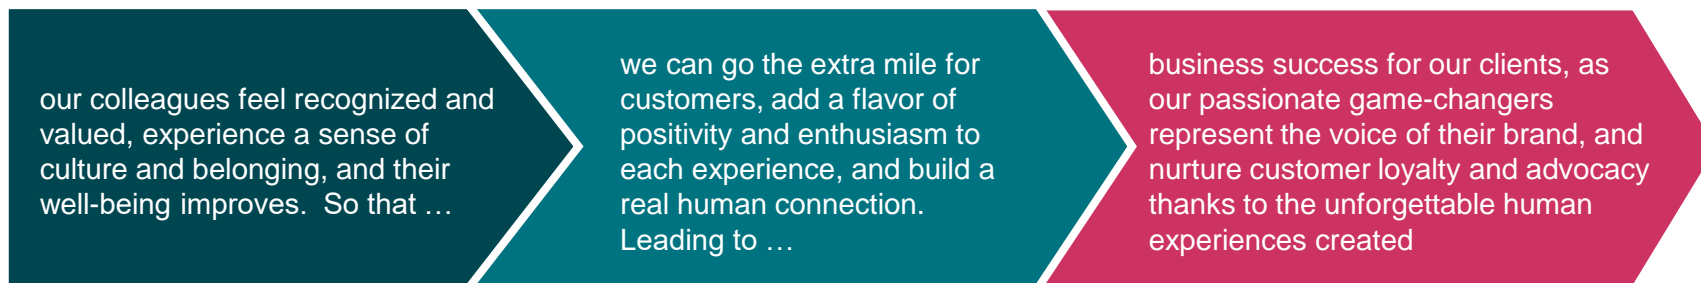 our colleagues feel recognized and
valued, experience a sense of
culture and belonging, and their
well-being improves.  So that …
we can go the extra mile for
customers, add a flavor of
positivity and enthusiasm to
each experience, and build a
real human connection.
Leading to …
business success for our clients, as
our passionate game-changers
represent the voice of their brand, and
nurture customer loyalty and advocacy
thanks to the unforgettable human
experiences created